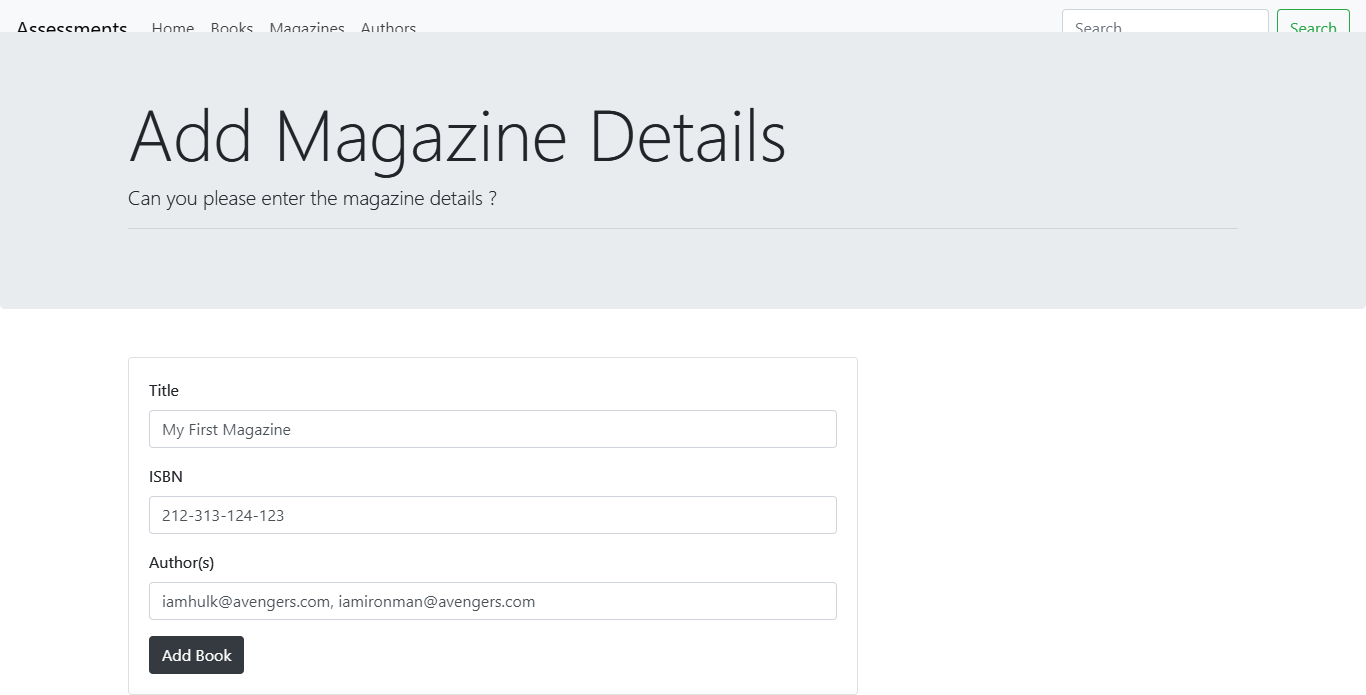 Assessments Home Books Magazines Authors Search Search
Add Magazine Details
Can you please enter the magazine details ?
Title
My First Magazine
ISBN
212-313-124-123
Author(s)
iamhulk@avengers.com, iamironman@avengers.com
Add Book